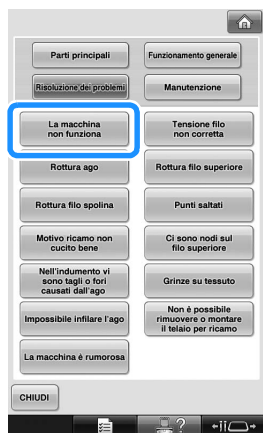 Parti principali
Funzionamento generale
Risoluzione dei problemi
Manutenzione
La macchina
non funziona
Tensione filo
non corretta
Rottura ago
Rottura filo superiore
Rottura filo spolina
Punti saltati
Motivo ricamo non
cucito bene
Ci sono nodi sul
filo superiore
Nell'indumento vi
sono tagli o fori
causati dall'ago
Grinze su tessuto
Impossibile infilare l'ago
Non è possibile
rimuovere o montare
il telaio per ricamo
La macchina è rumorosa
CHIUDI
?